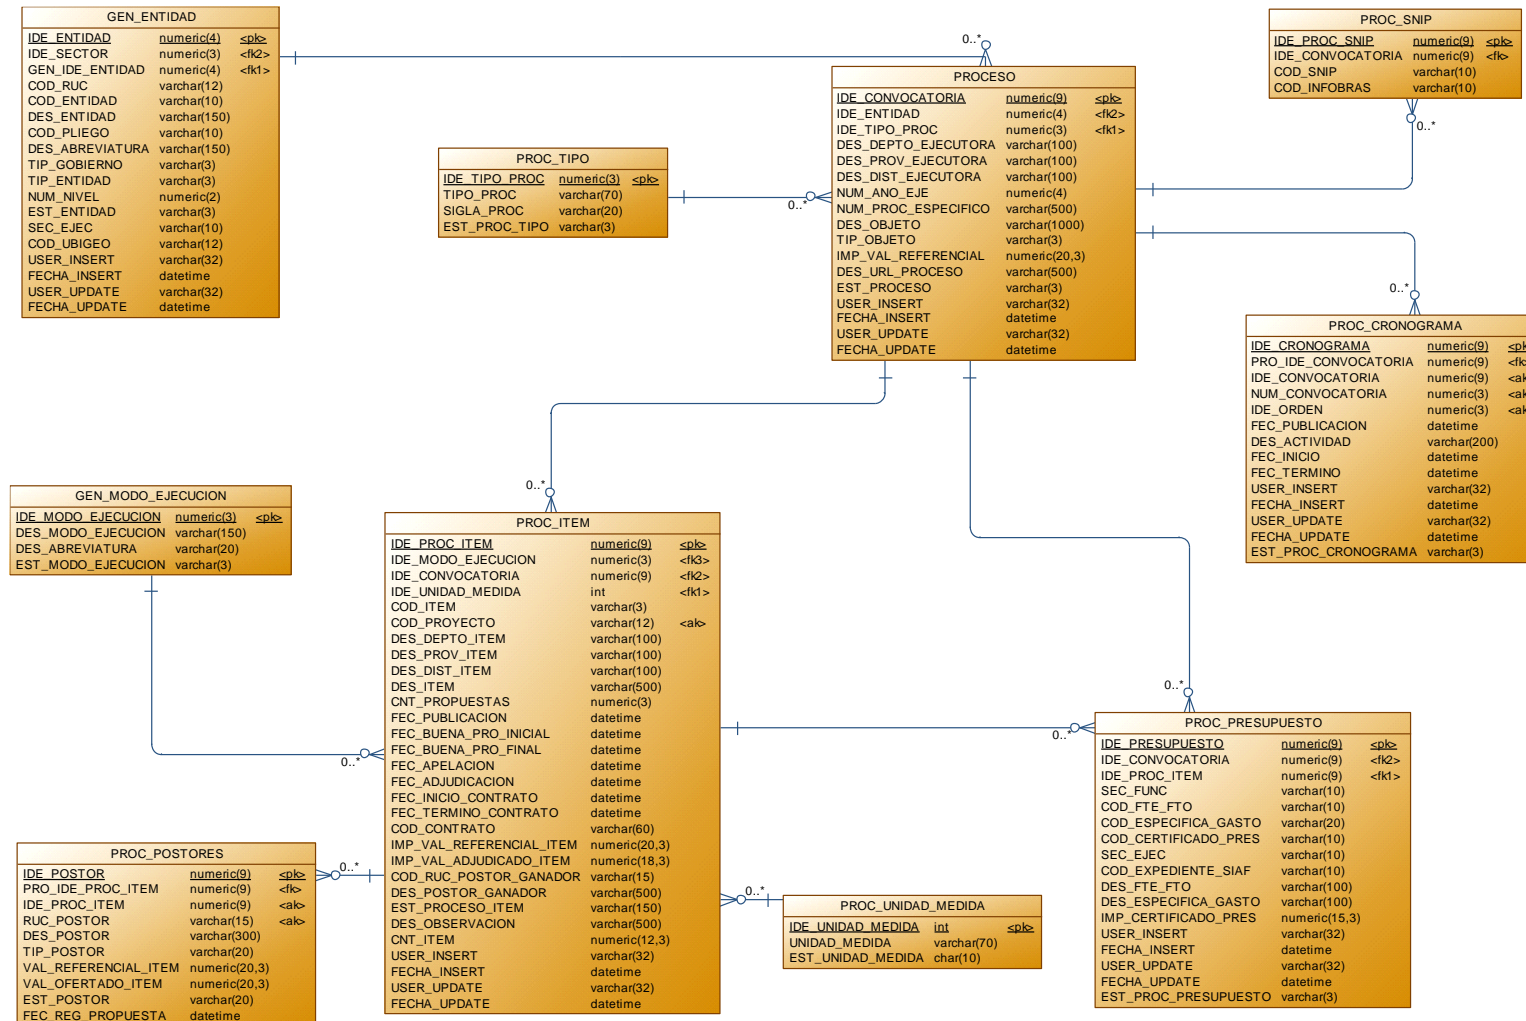 GEN_ENTIDAD
IDE_ENTIDAD numeric(4) <pk>
IDE_SECTOR numeric(3) <fk2>
GEN_IDE_ENTIDAD numeric(4) <fk1>
COD_RUC varchar(12)
COD_ENTIDAD varchar(10)
DES_ENTIDAD varchar(150)
COD_PLIEGO varchar(10)
DES_ABREVIATURA varchar(150)
TIP_GOBIERNO varchar(3)
TIP_ENTIDAD varchar(3)
NUM_NIVEL numeric(2)
EST_ENTIDAD varchar(3)
SEC_EJEC varchar(10)
COD_UBIGEO varchar(12)
USER_INSERT varchar(32)
FECHA_INSERT datetime
USER_UPDATE varchar(32)
FECHA_UPDATE datetime
0..*
PROCESO
IDE_CONVOCATORIA numeric(9) <pk>
IDE_ENTIDAD numeric(4) <fk2>
IDE_TIPO_PROC numeric(3) <fk1>
DES_DEPTO_EJECUTORA varchar(100)
DES_PROV_EJECUTORA varchar(100)
DES_DIST_EJECUTORA varchar(100)
NUM_ANO_EJE numeric(4)
NUM_PROC_ESPECIFICO varchar(500)
DES_OBJETO varchar(1000)
TIP_OBJETO varchar(3)
IMP_VAL_REFERENCIAL numeric(20,3)
DES_URL_PROCESO varchar(500)
EST_PROCESO varchar(3)
USER_INSERT varchar(32)
FECHA_INSERT datetime
USER_UPDATE varchar(32)
FECHA_UPDATE datetime
PROC_SNIP
IDE_PROC_SNIP numeric(9) <pk>
IDE_CONVOCATORIA numeric(9) <fk>
COD_SNIP varchar(10)
COD_INFOBRAS varchar(10)
0..*
PROC_TIPO
IDE_TIPO_PROC numeric(3) <pk>
TIPO_PROC varchar(70)
SIGLA_PROC varchar(20)
EST_PROC_TIPO varchar(3)
0..*
0..*
PROC_CRONOGRAMA
IDE_CRONOGRAMA numeric(9) <pk
PRO_IDE_CONVOCATORIA numeric(9) <fk
IDE_CONVOCATORIA numeric(9) <ak
NUM_CONVOCATORIA numeric(3) <ak
IDE_ORDEN numeric(3) <ak
FEC_PUBLICACION datetime
DES_ACTIVIDAD varchar(200)
FEC_INICIO datetime
FEC_TERMINO datetime
USER_INSERT varchar(32)
FECHA_INSERT datetime
USER_UPDATE varchar(32)
FECHA_UPDATE datetime
EST_PROC_CRONOGRAMA varchar(3)
GEN_MODO_EJECUCION
IDE_MODO_EJECUCION numeric(3) <pk>
DES_MODO_EJECUCION varchar(150)
DES_ABREVIATURA varchar(20)
EST_MODO_EJECUCION varchar(3)
0..*
0..*
PROC_ITEM
IDE_PROC_ITEM numeric(9) <pk>
IDE_MODO_EJECUCION numeric(3) <fk3>
IDE_CONVOCATORIA numeric(9) <fk2>
IDE_UNIDAD_MEDIDA int <fk1>
COD_ITEM varchar(3)
COD_PROYECTO varchar(12) <ak>
DES_DEPTO_ITEM varchar(100)
DES_PROV_ITEM varchar(100)
DES_DIST_ITEM varchar(100)
DES_ITEM varchar(500)
CNT_PROPUESTAS numeric(3)
FEC_PUBLICACION datetime
FEC_BUENA_PRO_INICIAL datetime
FEC_BUENA_PRO_FINAL datetime
FEC_APELACION datetime
FEC_ADJUDICACION datetime
FEC_INICIO_CONTRATO datetime
FEC_TERMINO_CONTRATO datetime
COD_CONTRATO varchar(60)
IMP_VAL_REFERENCIAL_ITEM numeric(20,3)
IMP_VAL_ADJUDICADO_ITEM numeric(18,3)
COD_RUC_POSTOR_GANADOR varchar(15)
DES_POSTOR_GANADOR varchar(500)
EST_PROCESO_ITEM varchar(150)
DES_OBSERVACION varchar(500)
CNT_ITEM numeric(12,3)
USER_INSERT varchar(32)
FECHA_INSERT datetime
USER_UPDATE varchar(32)
FECHA_UPDATE datetime
0..*
0..*
PROC_PRESUPUESTO
IDE_PRESUPUESTO numeric(9) <pk>
IDE_CONVOCATORIA numeric(9) <fk2>
IDE_PROC_ITEM numeric(9) <fk1>
SEC_FUNC varchar(10)
COD_FTE_FTO varchar(10)
COD_ESPECIFICA_GASTO varchar(20)
COD_CERTIFICADO_PRES varchar(10)
SEC_EJEC varchar(10)
COD_EXPEDIENTE_SIAF varchar(10)
DES_FTE_FTO varchar(100)
DES_ESPECIFICA_GASTO varchar(100)
IMP_CERTIFICADO_PRES numeric(15,3)
USER_INSERT varchar(32)
FECHA_INSERT datetime
USER_UPDATE varchar(32)
FECHA_UPDATE datetime
EST_PROC_PRESUPUESTO varchar(3)
PROC_POSTORES
IDE_POSTOR numeric(9) <pk>
PRO_IDE_PROC_ITEM numeric(9) <fk>
IDE_PROC_ITEM numeric(9) <ak>
RUC_POSTOR varchar(15) <ak>
DES_POSTOR varchar(300)
TIP_POSTOR varchar(20)
VAL_REFERENCIAL_ITEM numeric(20,3)
VAL_OFERTADO_ITEM numeric(20,3)
EST_POSTOR varchar(20)
FEC_REG_PROPUESTA datetime
0..*
0..*
PROC_UNIDAD_MEDIDA
IDE_UNIDAD_MEDIDA int <pk>
UNIDAD_MEDIDA varchar(70)
EST_UNIDAD_MEDIDA char(10)